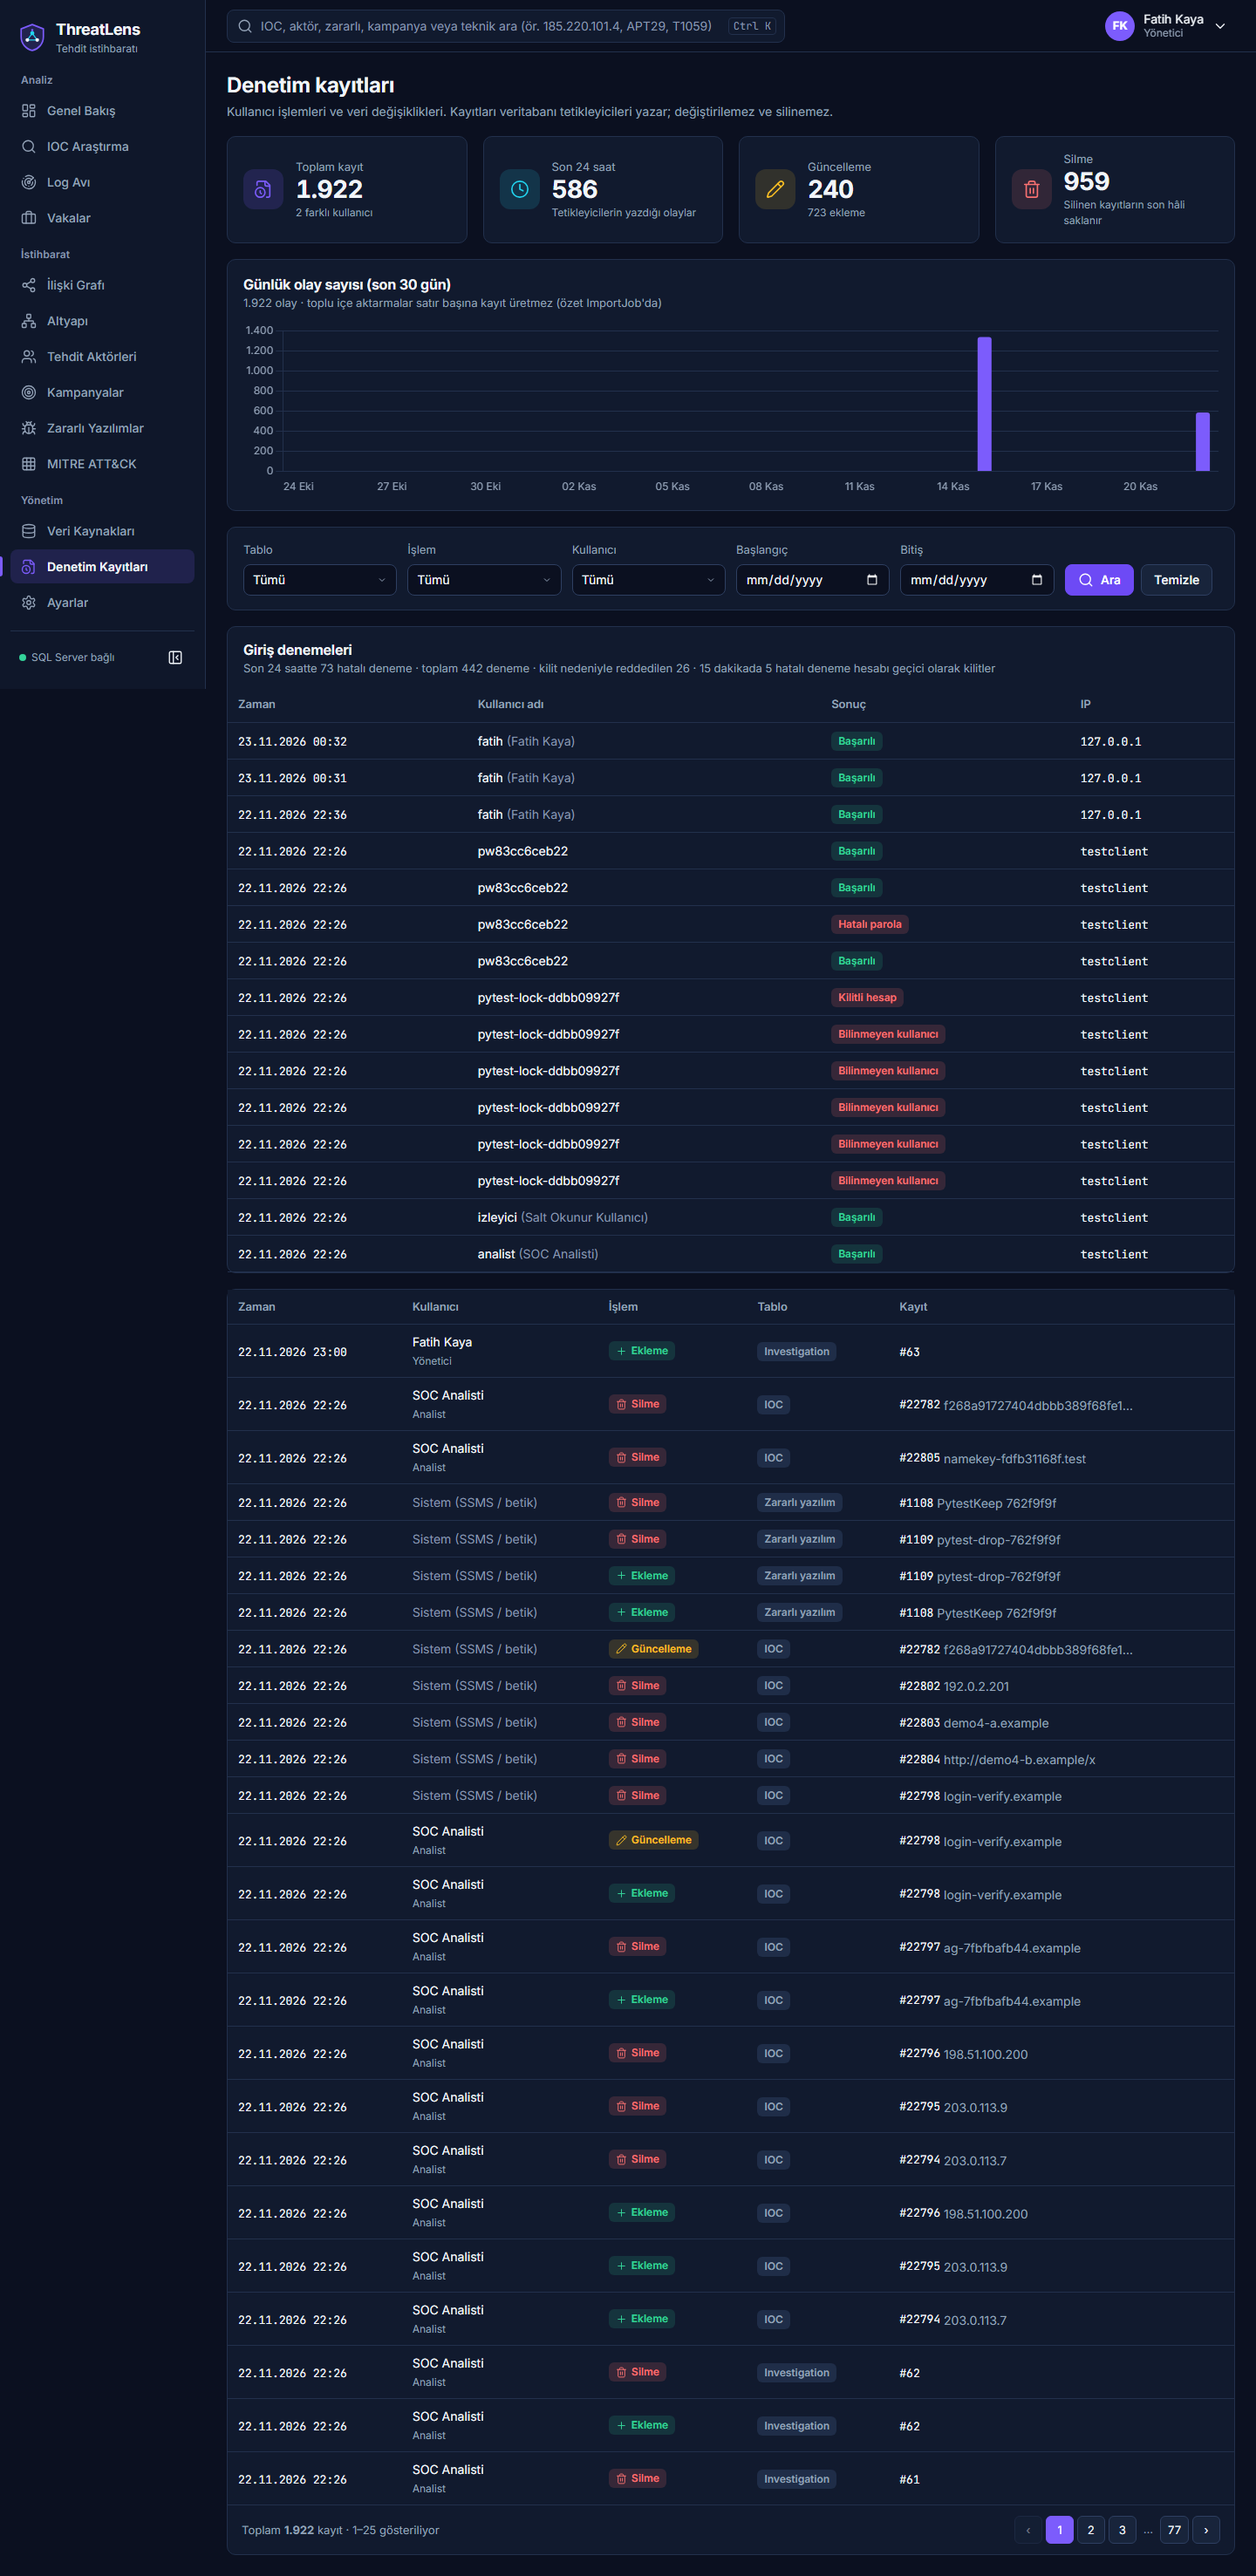 ThreatLens
Tehdit istihbaratı
Analiz
Genel Bakış
IOC Araştırma
Log Avı
Vakalar
İstihbarat
İlişki Grafı
Altyapı
Tehdit Aktörleri
Kampanyalar
Zararlı Yazılımlar
MITRE ATT&CK
Yönetim
Veri Kaynakları
Denetim Kayıtları
Ayarlar
SQL Server bağlı
IOC, aktör, zararlı, kampanya veya teknik ara (ör. 185.220.101.4, APT29, T1059) Ctrl K
FK Fatih Kaya
Yönetici
Denetim kayıtları
Kullanıcı işlemleri ve veri değişiklikleri. Kayıtları veritabanı tetikleyicileri yazar; değiştirilemez ve silinemez.
Toplam kayıt
1.922
2 farklı kullanıcı
Son 24 saat
586
Tetikleyicilerin yazdığı olaylar
Güncelleme
240
723 ekleme
Silme
959
Silinen kayıtların son hâli
saklanır
Günlük olay sayısı (son 30 gün)
1.922 olay · toplu içe aktarmalar satır başına kayıt üretmez (özet ImportJob'da)
1.400
1.200
1.000
800
600
400
200
0
24 Eki 27 Eki 30 Eki 02 Kas 05 Kas 08 Kas 11 Kas 14 Kas 17 Kas 20 Kas
Tablo İşlem Kullanıcı Başlangıç Bitiş
Tümü Tümü Tümü mm/dd/yyyy mm/dd/yyyy Ara Temizle
Giriş denemeleri
Son 24 saatte 73 hatalı deneme · toplam 442 deneme · kilit nedeniyle reddedilen 26 · 15 dakikada 5 hatalı deneme hesabı geçici olarak kilitler
Zaman Kullanıcı adı Sonuç IP
23.11.2026 00:32 fatih (Fatih Kaya) Başarılı 127.0.0.1
23.11.2026 00:31 fatih (Fatih Kaya) Başarılı 127.0.0.1
22.11.2026 22:36 fatih (Fatih Kaya) Başarılı 127.0.0.1
22.11.2026 22:26 pw83cc6ceb22 Başarılı testclient
22.11.2026 22:26 pw83cc6ceb22 Başarılı testclient
22.11.2026 22:26 pw83cc6ceb22 Hatalı parola testclient
22.11.2026 22:26 pw83cc6ceb22 Başarılı testclient
22.11.2026 22:26 pytest-lock-ddbb09927f Kilitli hesap testclient
22.11.2026 22:26 pytest-lock-ddbb09927f Bilinmeyen kullanıcı testclient
22.11.2026 22:26 pytest-lock-ddbb09927f Bilinmeyen kullanıcı testclient
22.11.2026 22:26 pytest-lock-ddbb09927f Bilinmeyen kullanıcı testclient
22.11.2026 22:26 pytest-lock-ddbb09927f Bilinmeyen kullanıcı testclient
22.11.2026 22:26 pytest-lock-ddbb09927f Bilinmeyen kullanıcı testclient
22.11.2026 22:26 izleyici (Salt Okunur Kullanıcı) Başarılı testclient
22.11.2026 22:26 analist (SOC Analisti) Başarılı testclient
Zaman Kullanıcı İşlem Tablo Kayıt
22.11.2026 23:00 Fatih Kaya Yönetici Ekleme Investigation #63
22.11.2026 22:26 SOC Analisti Analist Silme IOC #22782 f268a91727404dbbb389f68fe1...
22.11.2026 22:26 SOC Analisti Analist Silme IOC #22805 namekey-fdfb31168f.test
22.11.2026 22:26 Sistem (SSMS / betik) Silme Zararlı yazılım #1108 PytestKeep 762f9f9f
22.11.2026 22:26 Sistem (SSMS / betik) Silme Zararlı yazılım #1109 pytest-drop-762f9f9f
22.11.2026 22:26 Sistem (SSMS / betik) Ekleme Zararlı yazılım #1109 pytest-drop-762f9f9f
22.11.2026 22:26 Sistem (SSMS / betik) Ekleme Zararlı yazılım #1108 PytestKeep 762f9f9f
22.11.2026 22:26 Sistem (SSMS / betik) Güncelleme IOC #22782 f268a91727404dbbb389f68fe1...
22.11.2026 22:26 Sistem (SSMS / betik) Silme IOC #22802 192.0.2.201
22.11.2026 22:26 Sistem (SSMS / betik) Silme IOC #22803 demo4-a.example
22.11.2026 22:26 Sistem (SSMS / betik) Silme IOC #22804 http://demo4-b.example/x
22.11.2026 22:26 Sistem (SSMS / betik) Silme IOC #22798 login-verify.example
22.11.2026 22:26 SOC Analisti Analist Güncelleme IOC #22798 login-verify.example
22.11.2026 22:26 SOC Analisti Analist Ekleme IOC #22798 login-verify.example
22.11.2026 22:26 SOC Analisti Analist Silme IOC #22797 ag-7fbfbafb44.example
22.11.2026 22:26 SOC Analisti Analist Ekleme IOC #22797 ag-7fbfbafb44.example
22.11.2026 22:26 SOC Analisti Analist Silme IOC #22796 198.51.100.200
22.11.2026 22:26 SOC Analisti Analist Silme IOC #22795 203.0.113.9
22.11.2026 22:26 SOC Analisti Analist Silme IOC #22794 203.0.113.7
22.11.2026 22:26 SOC Analisti Analist Ekleme IOC #22796 198.51.100.200
22.11.2026 22:26 SOC Analisti Analist Ekleme IOC #22795 203.0.113.9
22.11.2026 22:26 SOC Analisti Analist Ekleme IOC #22794 203.0.113.7
22.11.2026 22:26 SOC Analisti Analist Silme Investigation #62
22.11.2026 22:26 SOC Analisti Analist Ekleme Investigation #62
22.11.2026 22:26 SOC Analisti Analist Silme Investigation #61
Toplam 1.922 kayıt · 1–25 gösteriliyor ‹ 1 2 3 ... 77 ›